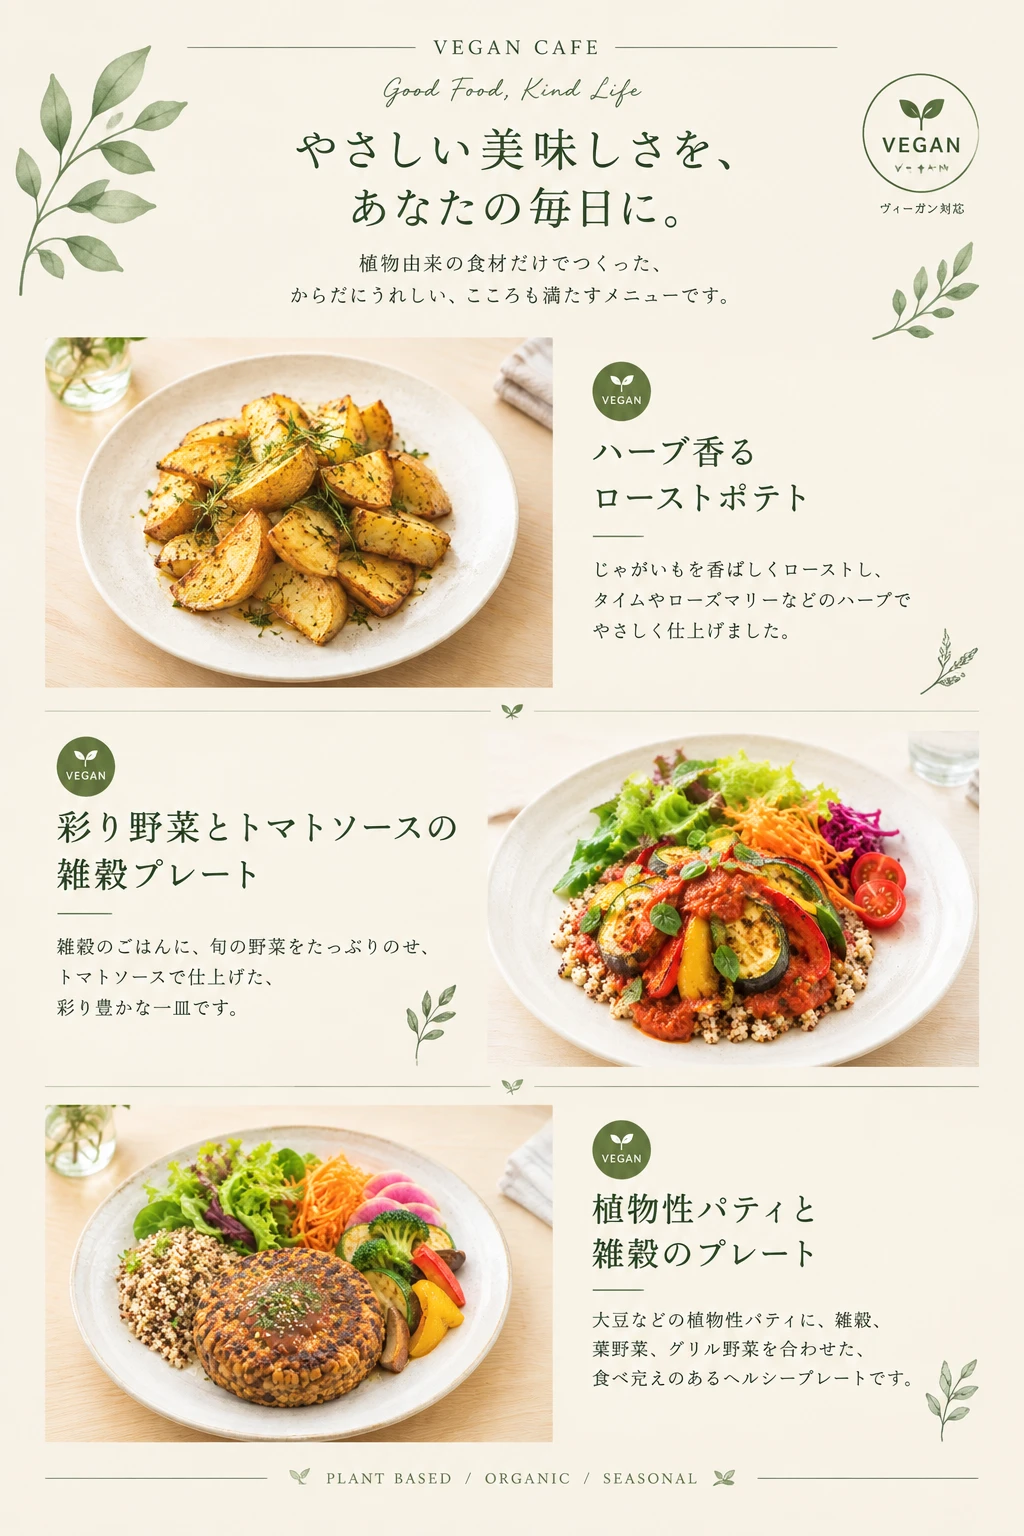 VEGAN CAFE
Good Food, Kind Life
やさしい美味しさを、
あなたの毎日に。
植物由来の食材だけでつくった、
からだにうれしい、こころも満たすメニューです。
VEGAN
ヴィーガン対応
VEGAN
ハーブ香る
ローストポテト
じゃがいもを香ばしくローストし、
タイムやローズマリーなどのハーブで
やさしく仕上げました。
VEGAN
彩り野菜とトマトソースの
雑穀プレート
雑穀のごはんに、旬の野菜をたっぷりのせ、
トマトソースで仕上げた、
彩り豊かな一皿です。
VEGAN
植物性パティと
雑穀のプレート
大豆などの植物性パティに、雑穀、
葉野菜、グリル野菜を合わせた、
食べ完えのあるヘルシープレートです。
PLANT BASED / ORGANIC / SEASONAL